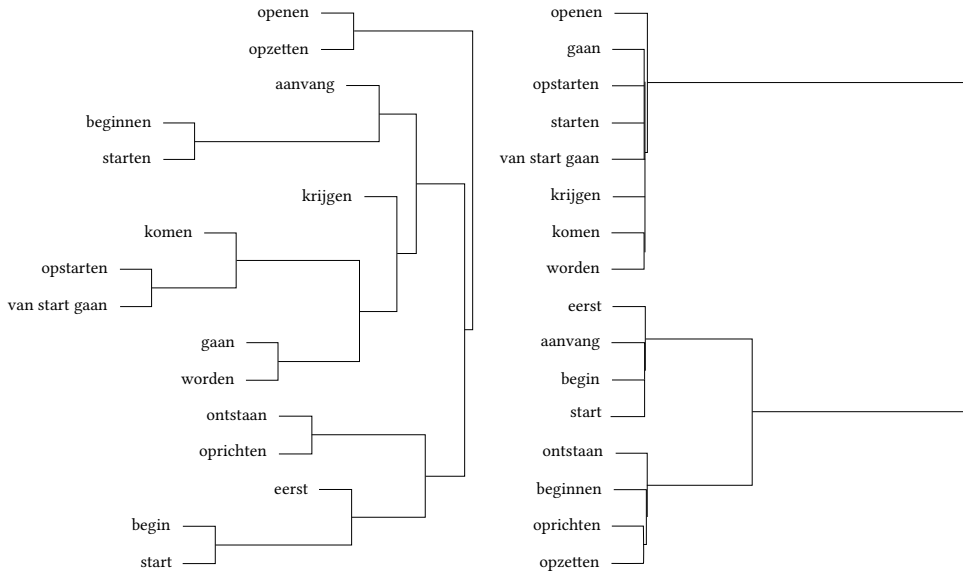 openen
opzetten
aanvang
beginnen
starten
krijgen
komen
opstarten
van start gaan
gaan
worden
ontstaan
oprichten
eerst
begin
start
openen
gaan
opstarten
starten
van start gaan
krijgen
komen
worden
eerst
aanvang
begin
start
ontstaan
beginnen
oprichten
opzetten